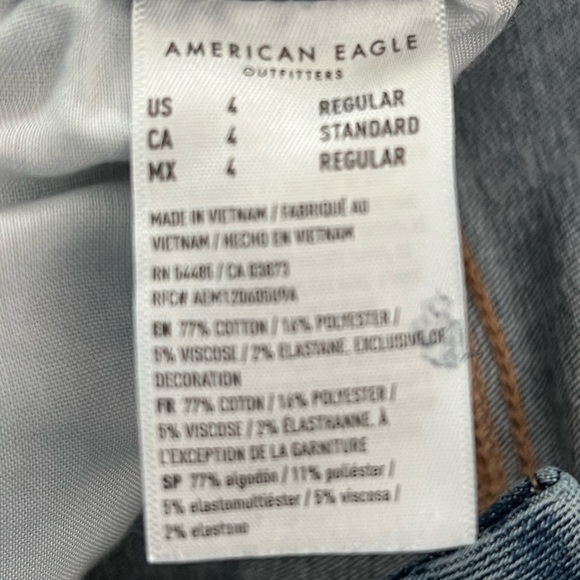 AMERICAN EAGLE
OUTFITTERS
US 4 REGULAR
CA 4 STANDARD
MX 4 REGULAR
MADE IN VIETNAM / FABRIQUÉ AU
VIETNAM / HECHO EN VIETNAM
RN 54485 / CA 03673
RFC#
EN 77% COTTON / 16% POLYESTER /
5% VISCOSE / 2% ELASTANE. EXCLUSIVE OF
DECORATION
FR 77% COTON / 16% POLYESTER /
5% VISCOSE / 2% ÉLASTHANNE. À
L'EXCEPTION DE LA GARNITURE
SP 77% algodón / 11% poliéster /
5% elastomultiéster / 5% viscosa /
2% elastano